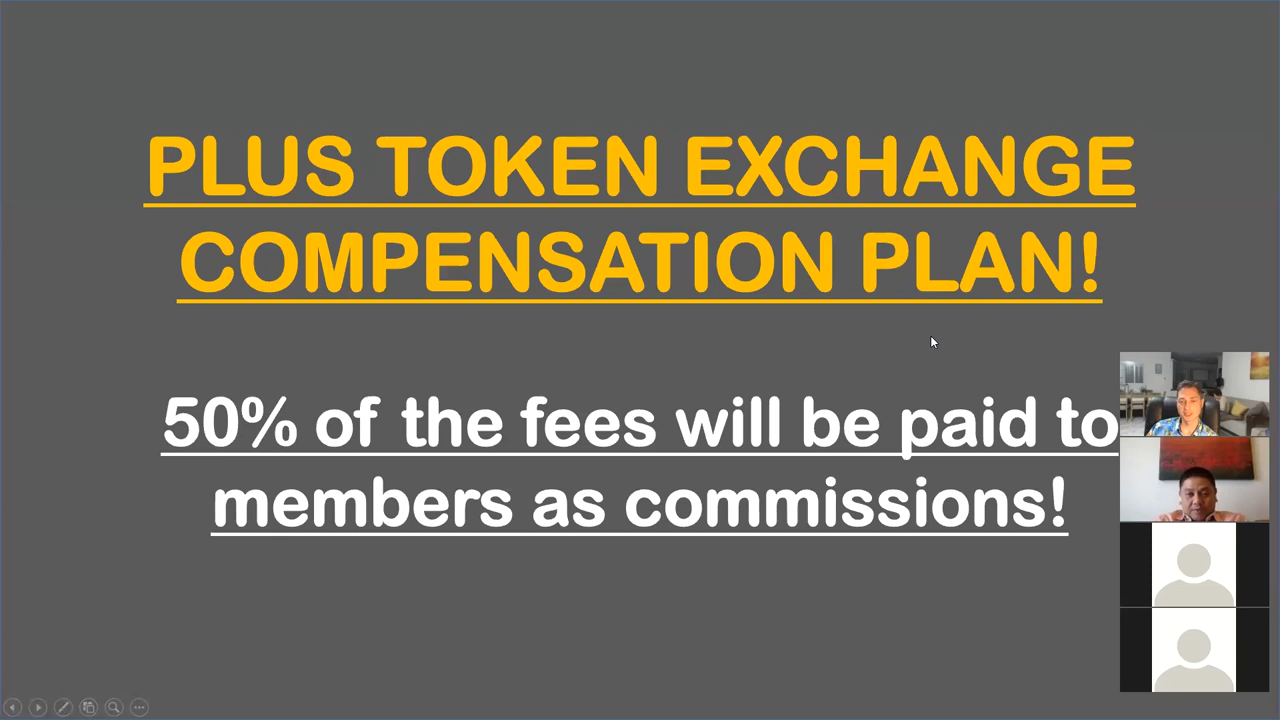 PLUS TOKEN EXCHANGE
COMPENSATION PLAN!
50% of the fees will be paid to
members as commissions!